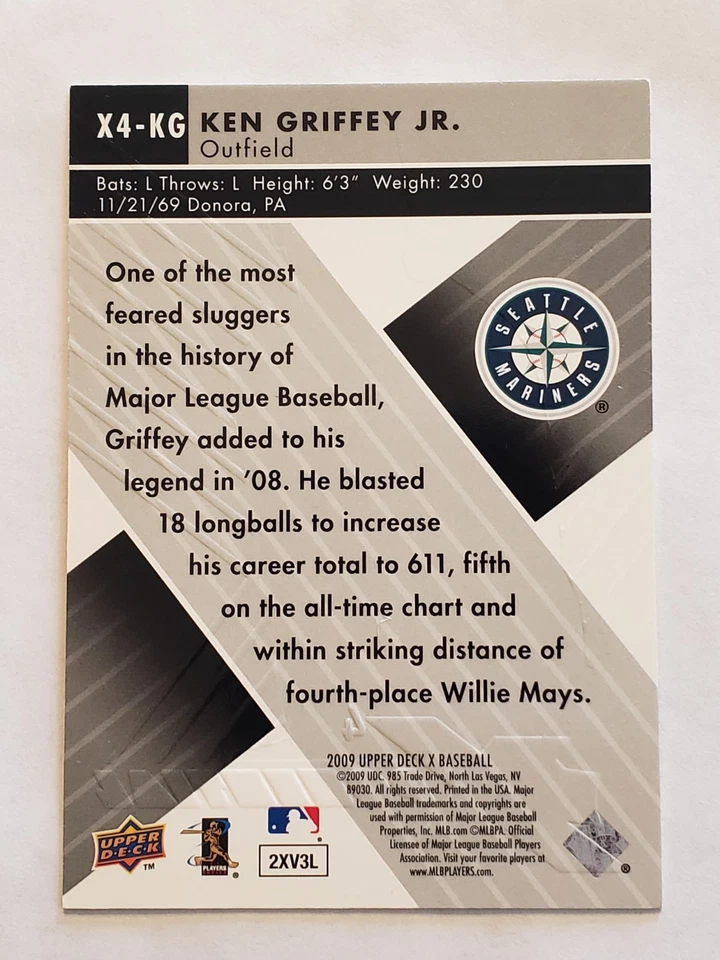 X4-KG KEN GRIFFEY JR.
Outfield
Bats: L Throws: L Height: 6'3" Weight: 230
11/21/69 Donora, PA
One of the most
feared sluggers
in the history of
Major League Baseball,
Griffey added to his
legend in '08. He blasted
18 longballs to increase
his career total to 611, fifth
on the all-time chart and
within striking distance of
fourth-place Willie Mays.
SEATTLE
MARINERS
®
2009 UPPER DECK X BASEBALL
©2009 UDC. 985 Trade Drive, North Las Vegas, NV
89030. All rights reserved. Printed in the USA. Major
League Baseball trademarks and copyrights are
used with permission of Major League Baseball
Properties, Inc. MLB.com ©MLBPA. Official
Licensee of Major League Baseball Players
Association. Visit your favorite players at
www.MLBPLAYERS.com.
UPPER
D·E·C·K
™
PLAYERS
®
®
2XV3L
®